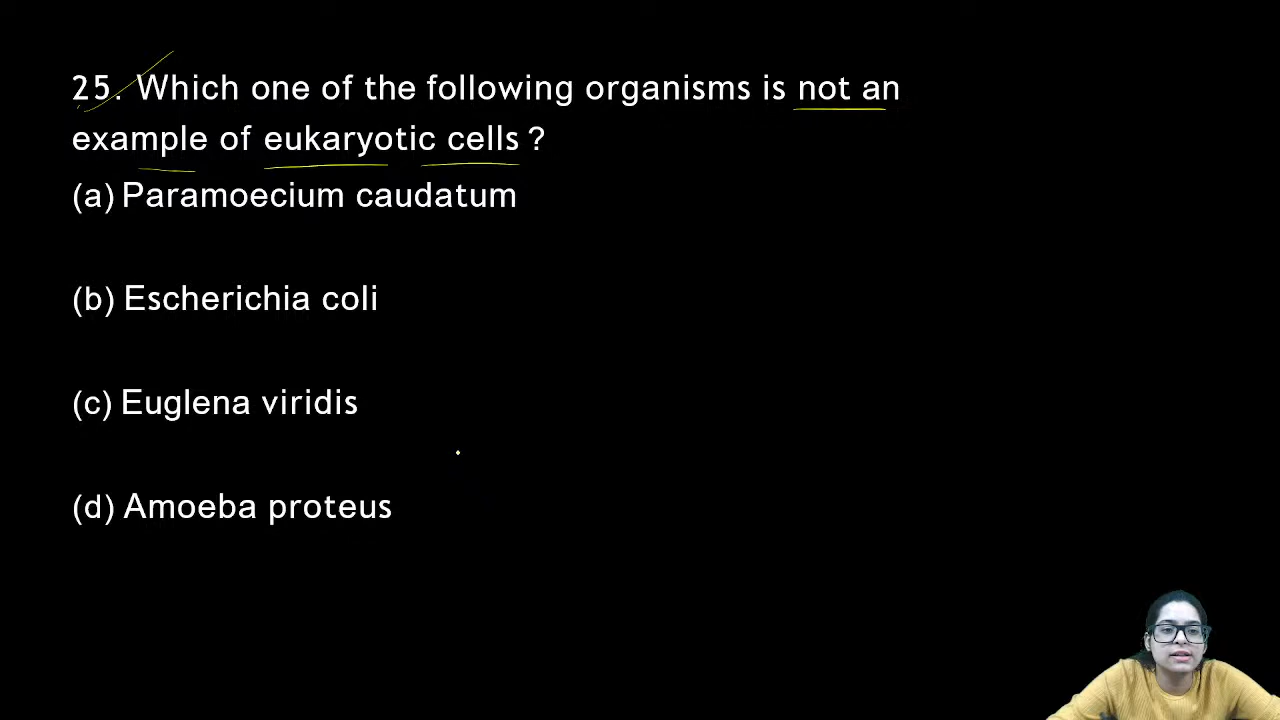 25. Which one of the following organisms is not an
example of eukaryotic cells ?
(a) Paramoecium caudatum
(b) Escherichia coli
(c) Euglena viridis
(d) Amoeba proteus